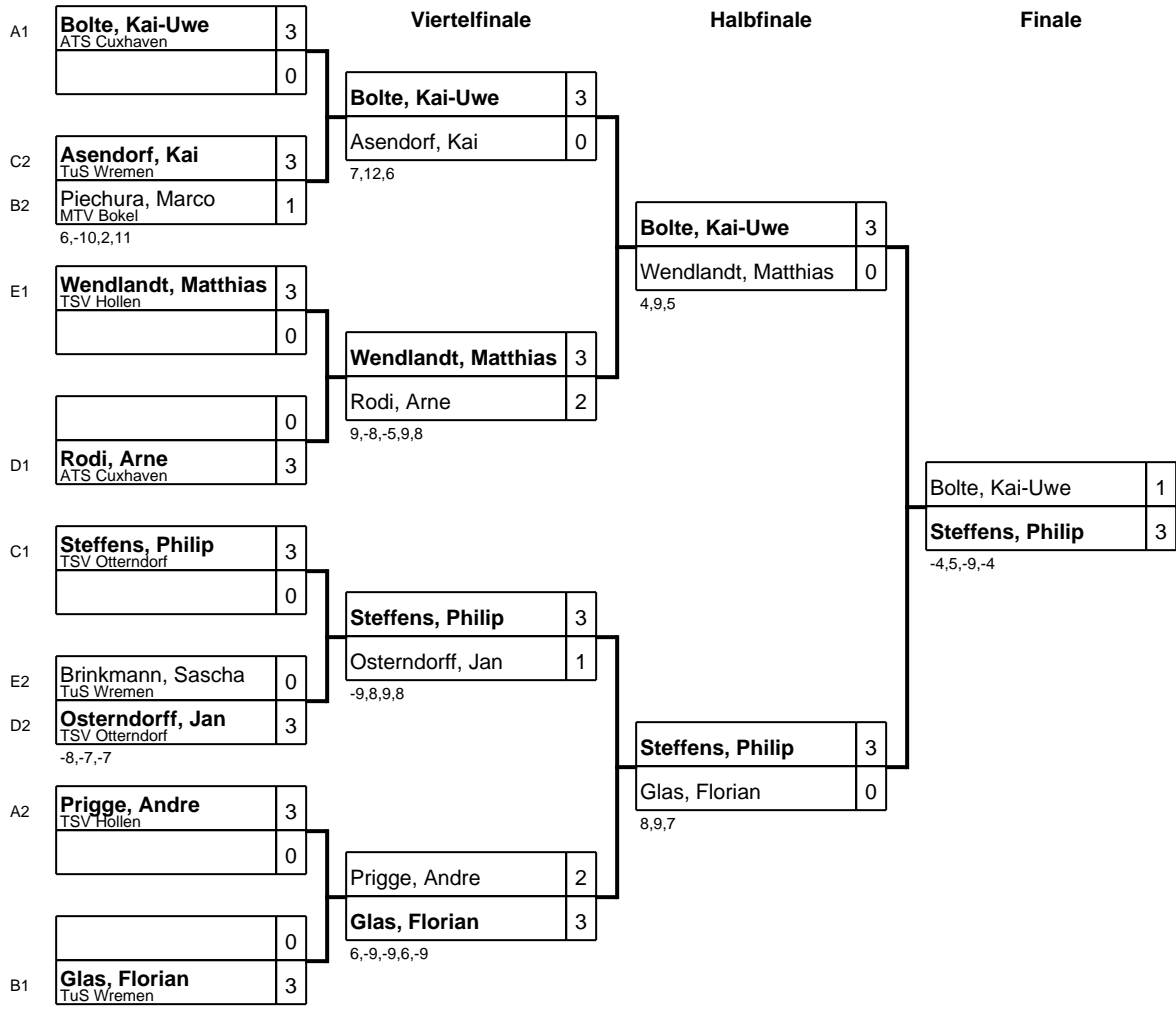 Viertelfinale Halbfinale Finale
A1 Bolte, Kai-Uwe 3
ATS Cuxhaven
0
C2 Asendorf, Kai 3
TuS Wremen
B2 Piechura, Marco 1
MTV Bokel
6,-10,2,11
E1 Wendlandt, Matthias 3
TSV Hollen
0
0
D1 Rodi, Arne 3
ATS Cuxhaven
C1 Steffens, Philip 3
TSV Otterndorf
0
E2 Brinkmann, Sascha 0
TuS Wremen
D2 Osterndorff, Jan 3
TSV Otterndorf
-8,-7,-7
A2 Prigge, Andre 3
TSV Hollen
0
0
B1 Glas, Florian 3
TuS Wremen
Bolte, Kai-Uwe 3
Asendorf, Kai 0
7,12,6
Wendlandt, Matthias 3
Rodi, Arne 2
9,-8,-5,9,8
Steffens, Philip 3
Osterndorff, Jan 1
-9,8,9,8
Prigge, Andre 2
Glas, Florian 3
6,-9,-9,6,-9
Bolte, Kai-Uwe 3
Wendlandt, Matthias 0
4,9,5
Steffens, Philip 3
Glas, Florian 0
8,9,7
Bolte, Kai-Uwe 1
Steffens, Philip 3
-4,5,-9,-4